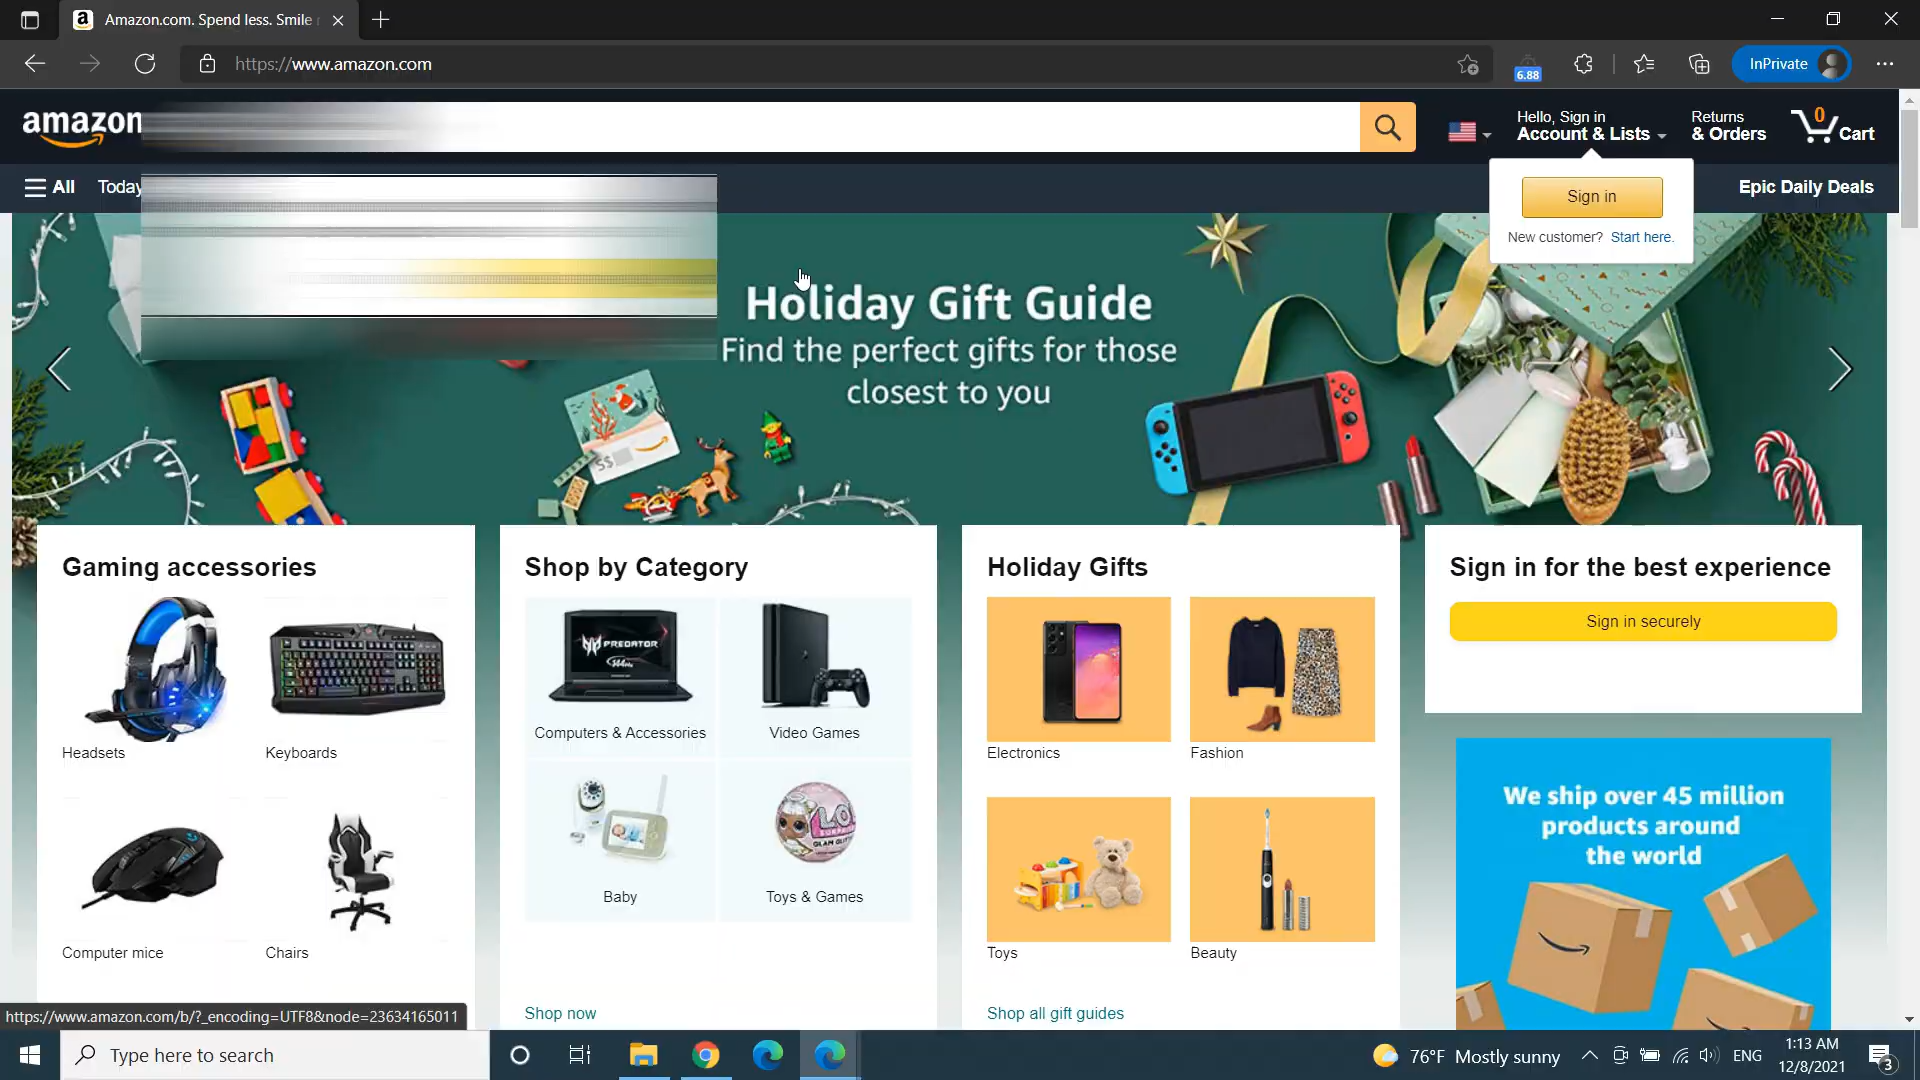 Amazon.com. Spend less. Smile
https://www.amazon.com
6.88
InPrivate
amazon
Hello, Sign in
Account & Lists
Returns
& Orders
0
Cart
All
Today
Epic Daily Deals
Sign in
New customer? Start here.
Holiday Gift Guide
Find the perfect gifts for those
closest to you
Gaming accessories
Headsets
Keyboards
Computer mice
Chairs
Shop by Category
PREDATOR
Computers & Accessories
Video Games
Baby
Toys & Games
Shop now
Holiday Gifts
Electronics
Fashion
Toys
Beauty
Shop all gift guides
Sign in for the best experience
Sign in securely
We ship over 45 million
products around
the world
https://www.amazon.com/b/?_encoding=UTF8&node=23634165011
Type here to search
76°F Mostly sunny
ENG
1:13 AM
12/8/2021
3